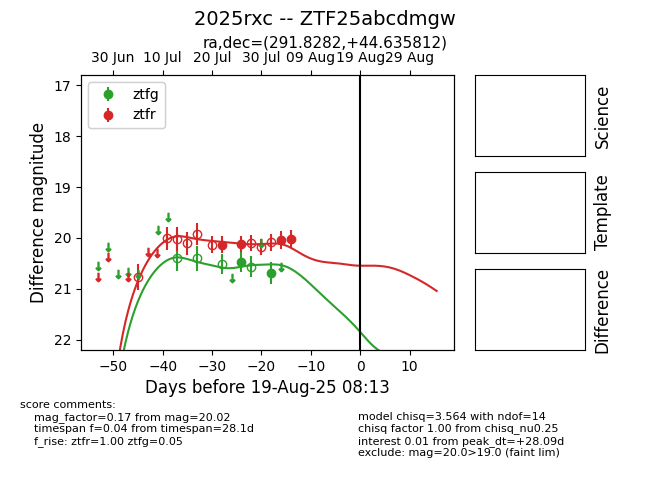 2025rxc -- ZTF25abcdmgw
ra,dec=(291.8282,+44.635812)
30 Jun 10 Jul 20 Jul 30 Jul 09 Aug 19 Aug 29 Aug
ztfg
ztfr
17
18
19
20
21
22
Difference magnitude
−50 −40 −30 −20 −10 0 10
Days before 19-Aug-25 08:13
Science
Template
Difference
score comments:
mag_factor=0.17 from mag=20.02
timespan f=0.04 from timespan=28.1d
f_rise: ztfr=1.00 ztfg=0.05
model chisq=3.564 with ndof=14
chisq factor 1.00 from chisq_nu0.25
interest 0.01 from peak_dt=+28.09d
exclude: mag=20.0>19.0 (faint lim)